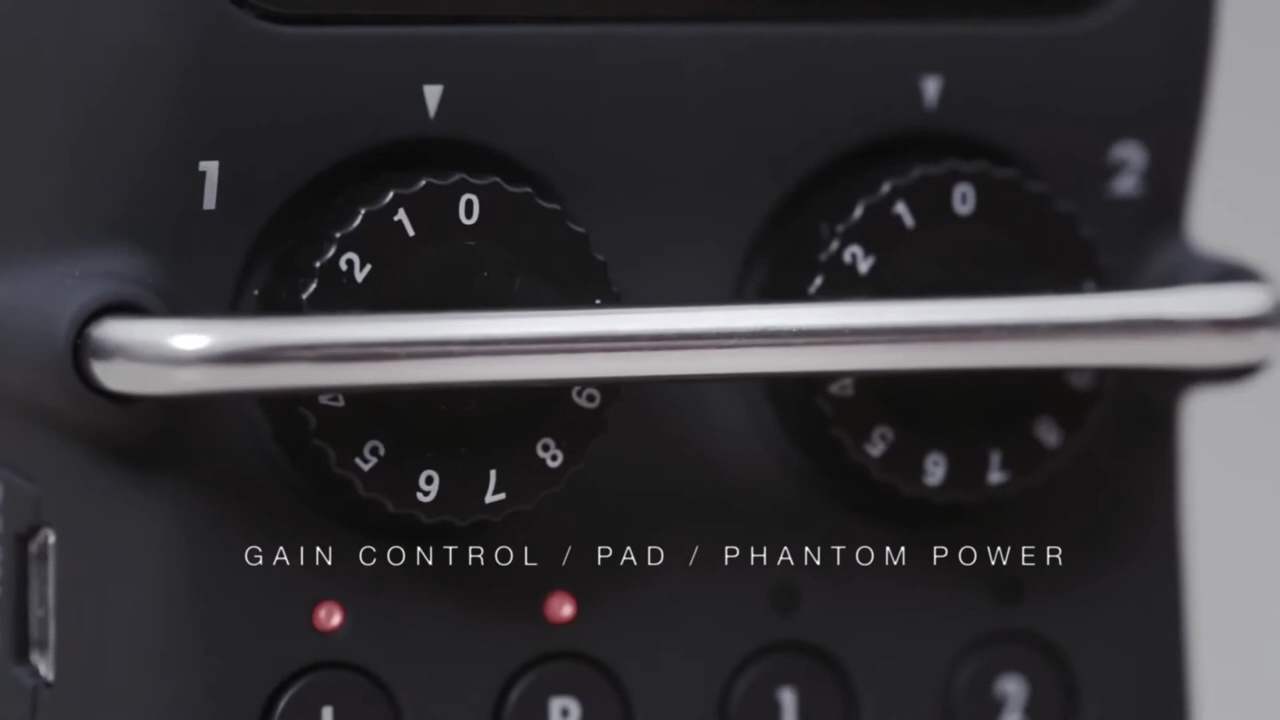 1
2
2 1 0
2 1 0
5 6 7 8 9
5 6 7 8
GAIN CONTROL / PAD / PHANTOM POWER
L R 1 2